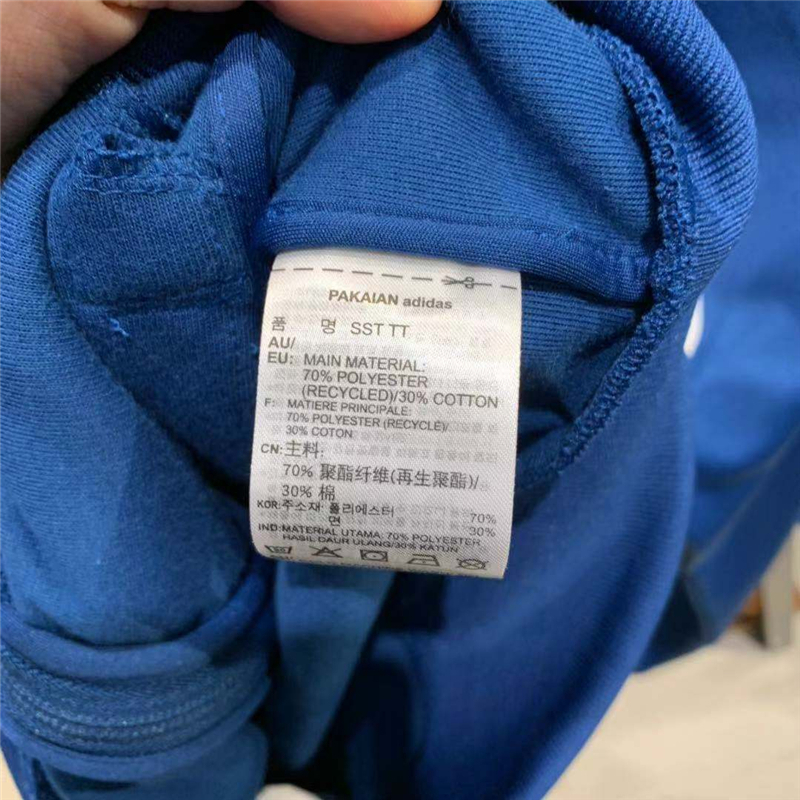 PAKAIAN adidas
품 명 SST TT
AU/
EU: MAIN MATERIAL:
70% POLYESTER
(RECYCLED)/30% COTTON
F: MATIERE PRINCIPALE:
70% POLYESTER (RECYCLE)/
30% COTON
CN:主料:
70% 聚酯纤维(再生聚酯)/
30% 棉
KOR:주소재: 폴리에스터 70%
면 30%
IND:MATERIAL UTAMA: 70% POLYESTER
HASIL DAUR ULANG/30% KATUN